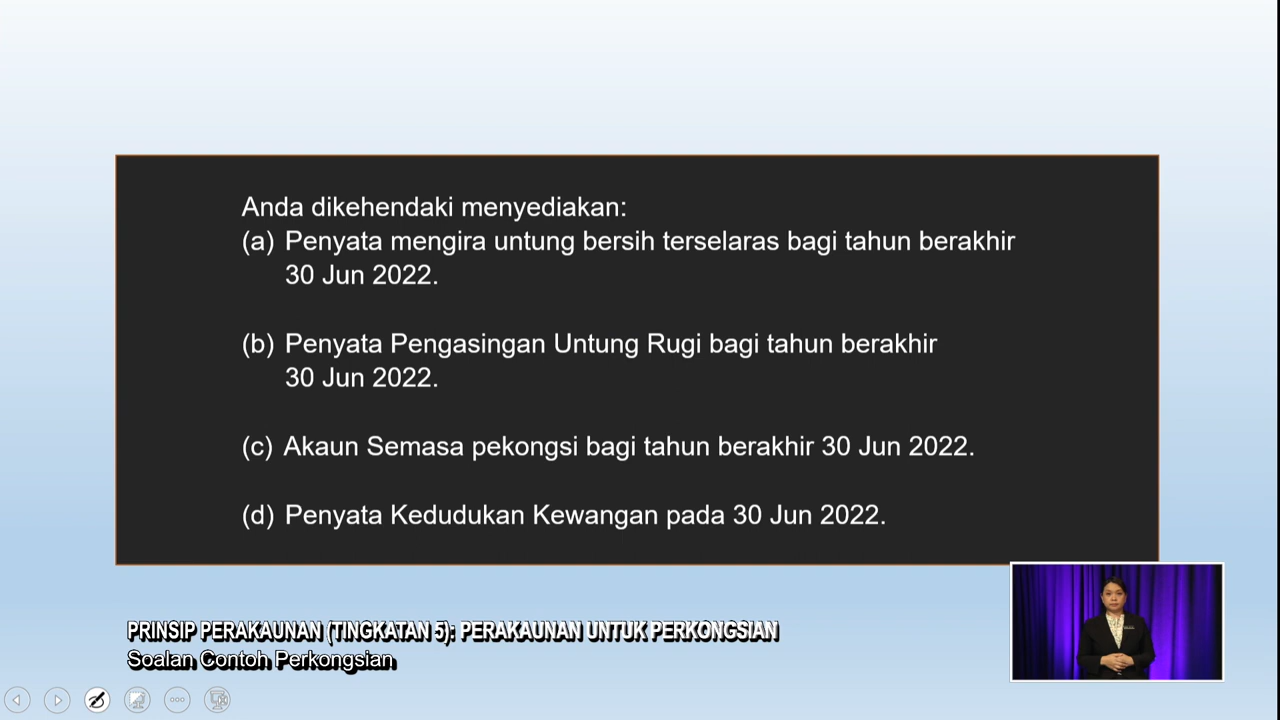 Anda dikehendaki menyediakan:
(a) Penyata mengira untung bersih terselaras bagi tahun berakhir
30 Jun 2022.
(b) Penyata Pengasingan Untung Rugi bagi tahun berakhir
30 Jun 2022.
(c) Akaun Semasa pekongsi bagi tahun berakhir 30 Jun 2022.
(d) Penyata Kedudukan Kewangan pada 30 Jun 2022.
PRINSIP PERAKAUNAN (TINGKATAN 5): PERAKAUNAN UNTUK PERKONGSIAN
Soalan Contoh Perkongsian